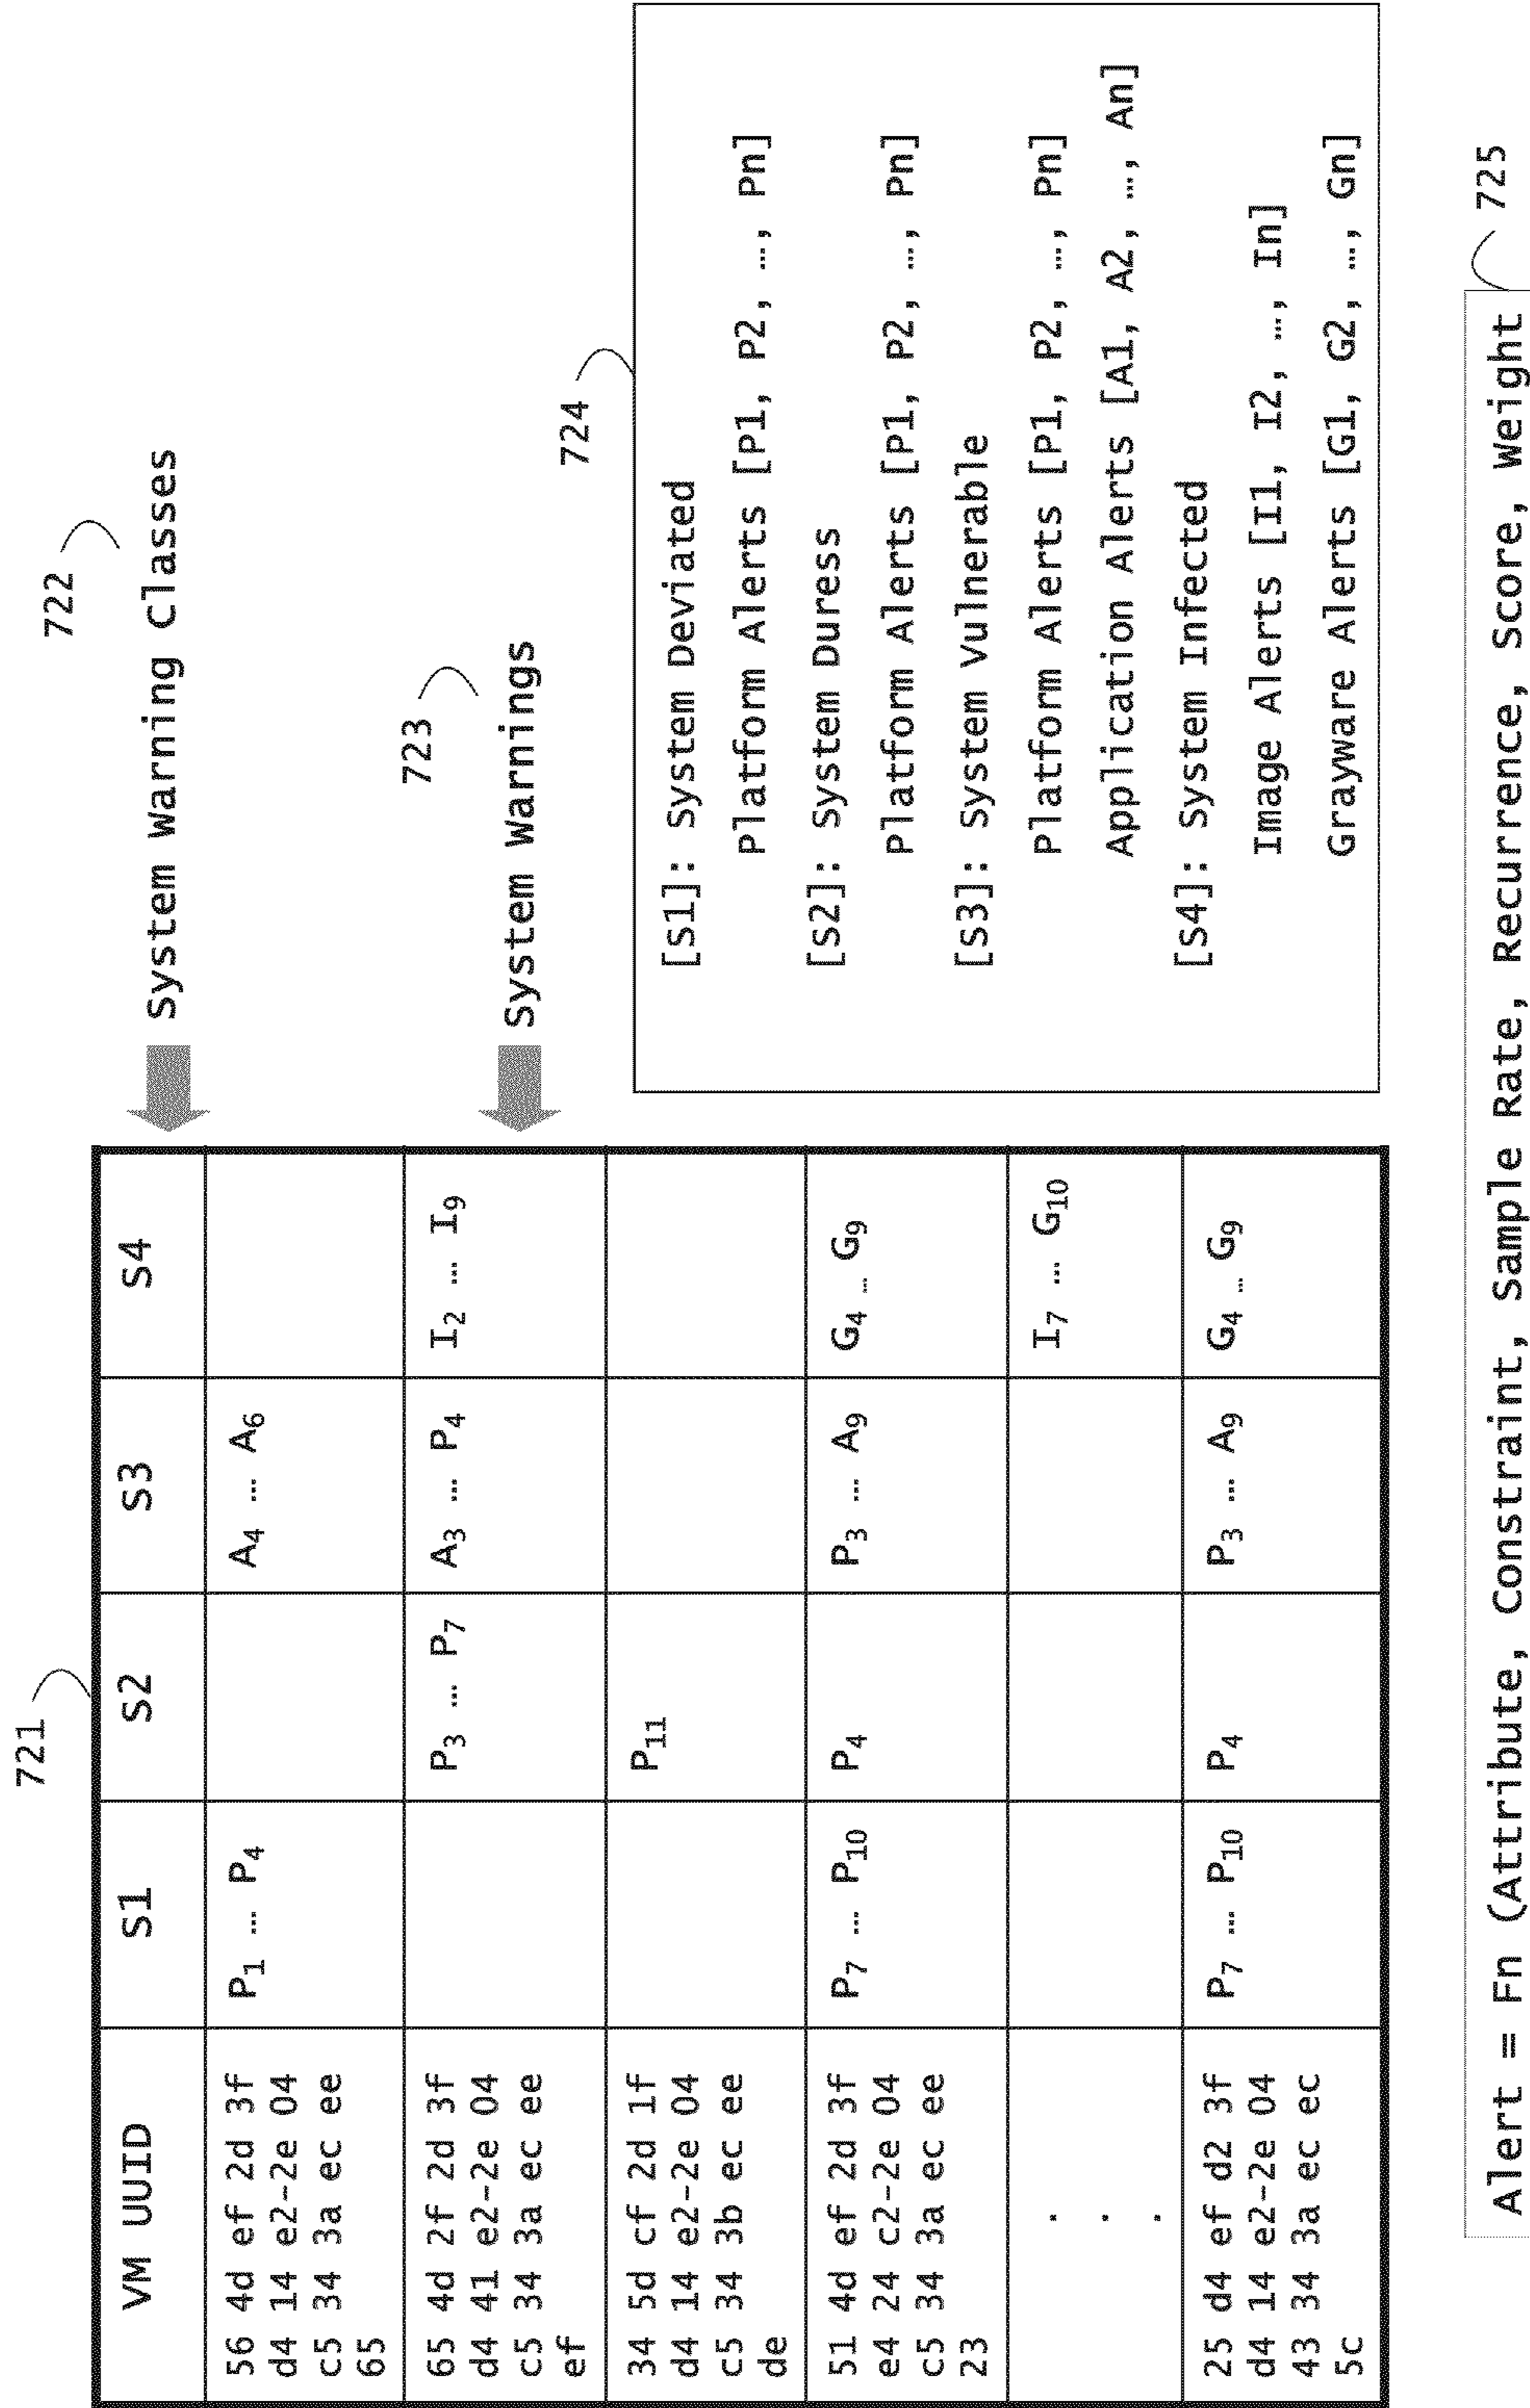 721
722
System Warning Classes
723
System Warnings
VM UUID S1 S2 S3 S4
56 4d ef 2d 3f
d4 14 e2-2e 04
c5 34 3a ec ee
65
P1 … P4
A4 … A6
65 4d 2f 2d 3f
d4 41 e2-2e 04
c5 34 3a ec ee
ef
P3 … P7
A3 … P4
I2 … I9
34 5d cf 2d 1f
d4 14 e2-2e 04
c5 34 3b ec ee
de
P11
51 4d ef 2d 3f
e4 24 c2-2e 04
c5 34 3a ec ee
23
P7 … P10
P4
P3 … A9
G4 … G9
.
.
.
I7 … G10
25 d4 ef d2 3f
d4 14 e2-2e 04
43 34 3a ec ec
5c
P7 … P10
P4
P3 … A9
G4 … G9
724
[S1]: System Deviated
Platform Alerts [P1, P2, …, Pn]
[S2]: System Duress
Platform Alerts [P1, P2, …, Pn]
[S3]: System Vulnerable
Platform Alerts [P1, P2, …, Pn]
Application Alerts [A1, A2, …, An]
[S4]: System Infected
Image Alerts [I1, I2, …, In]
Grayware Alerts [G1, G2, …, Gn]
725
Alert = Fn (Attribute, Constraint, Sample Rate, Recurrence, Score, Weight